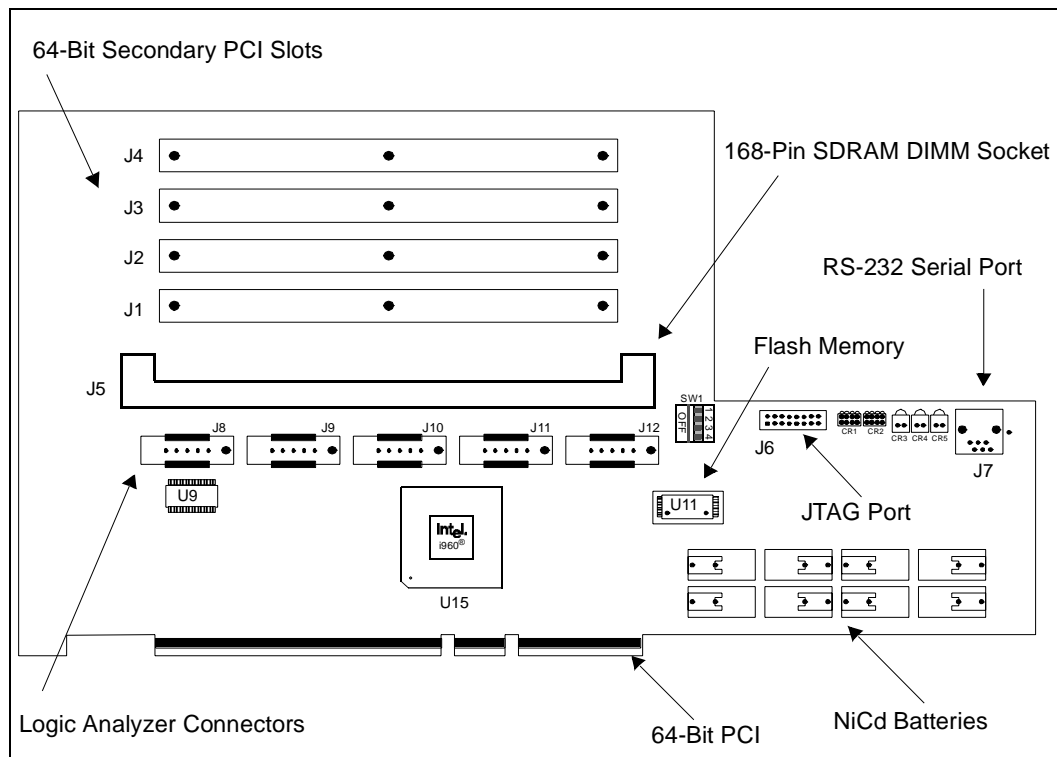 64-Bit Secondary PCI Slots
J4
168-Pin SDRAM DIMM Socket
J3
J2
RS-232 Serial Port
J1
Flash Memory
J5
SW1
OFF
1
2
3
4
J8
J9
J10
J11
J12
CR1
CR2
CR3
CR4
CR5
J6
J7
U9
U11
JTAG Port
intel®
i960®
U15
Logic Analyzer Connectors
64-Bit PCI
NiCd Batteries